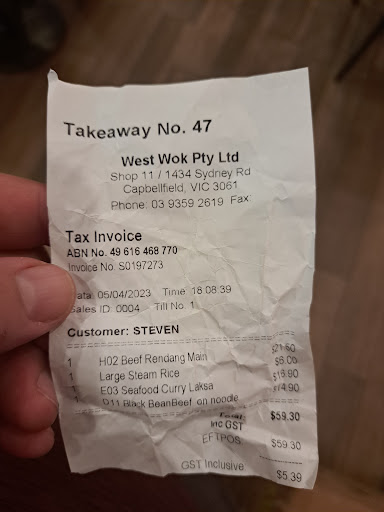 Takeaway No. 47
West Wok Pty Ltd
Shop 11 / 1434 Sydney Rd
Capbellfield, VIC 3061
Phone: 03 9359 2619 Fax
Tax Invoice
ABN No. 49 616 468 770
Invoice No. S0197273
ata: 05/04/2023 Time: 18:08:39
ales ID: 0004 Till No. 1
Customer: STEVEN
1 H02 Beef Rendang Main $21.60
1 Large Steam Rice $6.00
1 E03 Seafood Curry Laksa $16.90
1 D11 Black BeanBeef on noodle $14.90
Total $59.30
Inc GST
EFTPOS $59.30
GST Inclusive $5.39